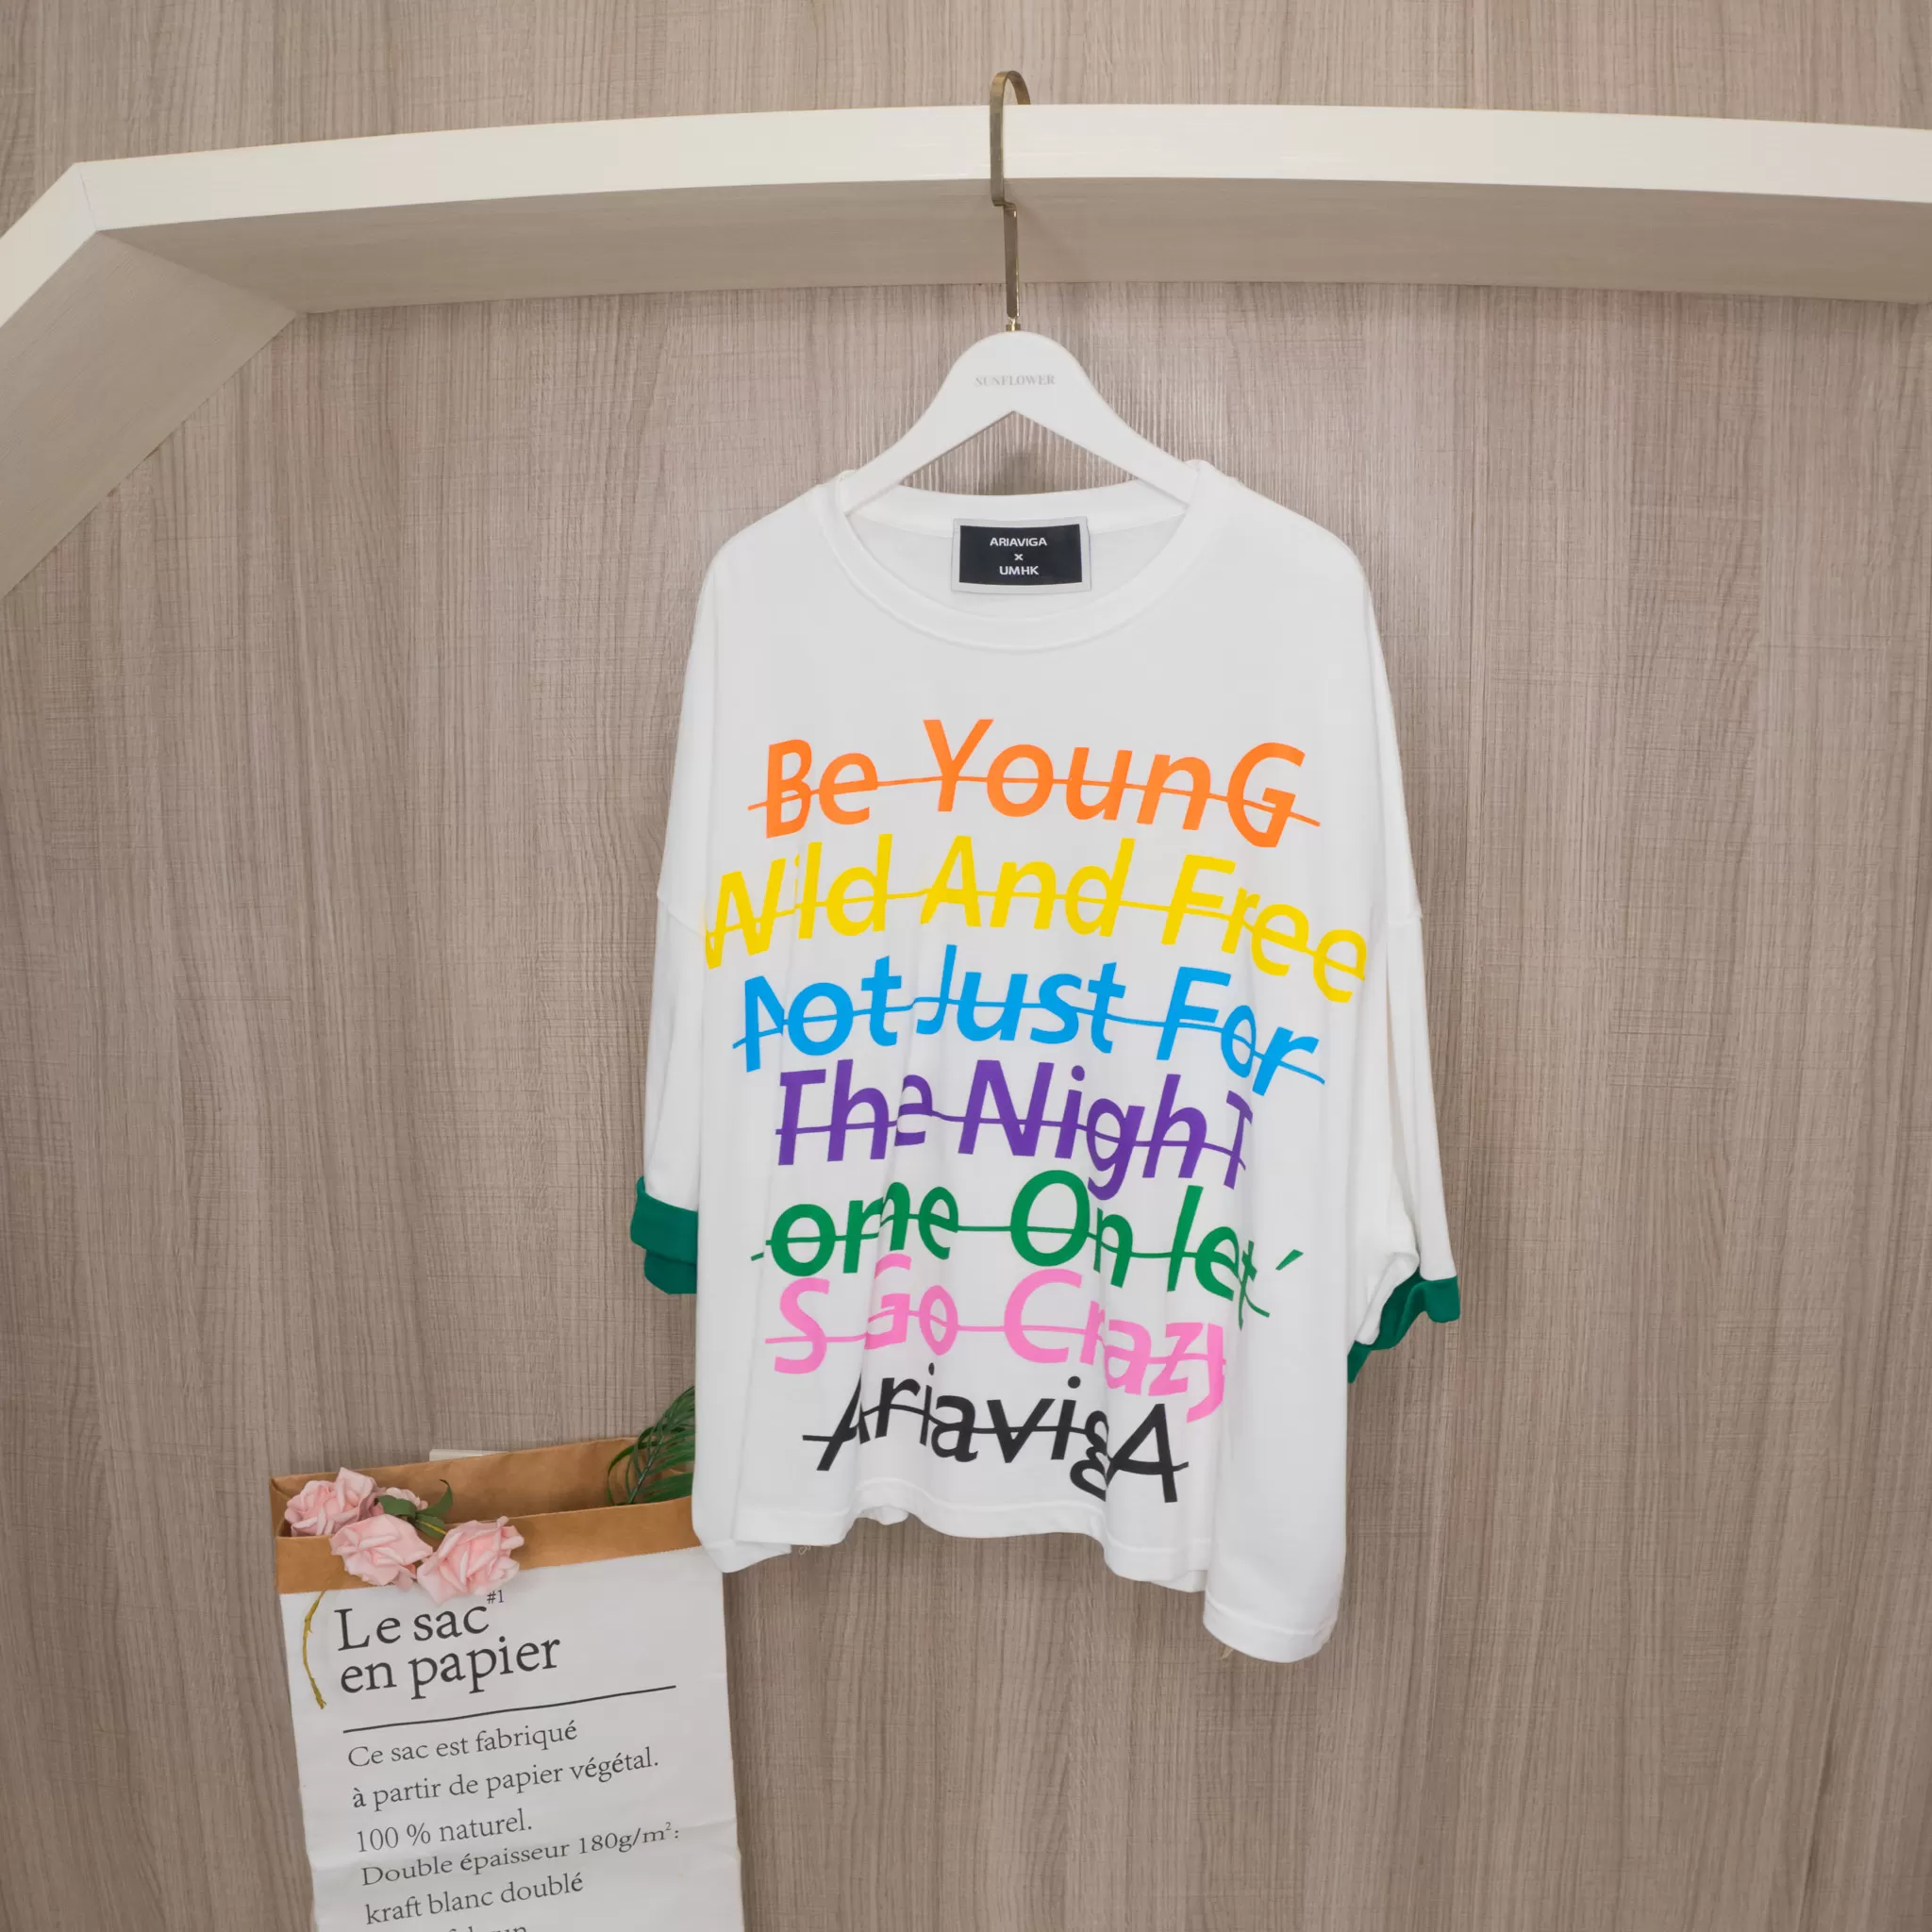 SUNFLOWER
ARIAVIGA
×
UMHK
Be YounG
Wild And Free
Not Just For
The NighT
ome On let'
S Go Crazy
AriavigA
Le sac #1
en papier
Ce sac est fabriqué
à partir de papier végétal.
100 % naturel.
Double épaisseur 180g/m²:
kraft blanc doublé